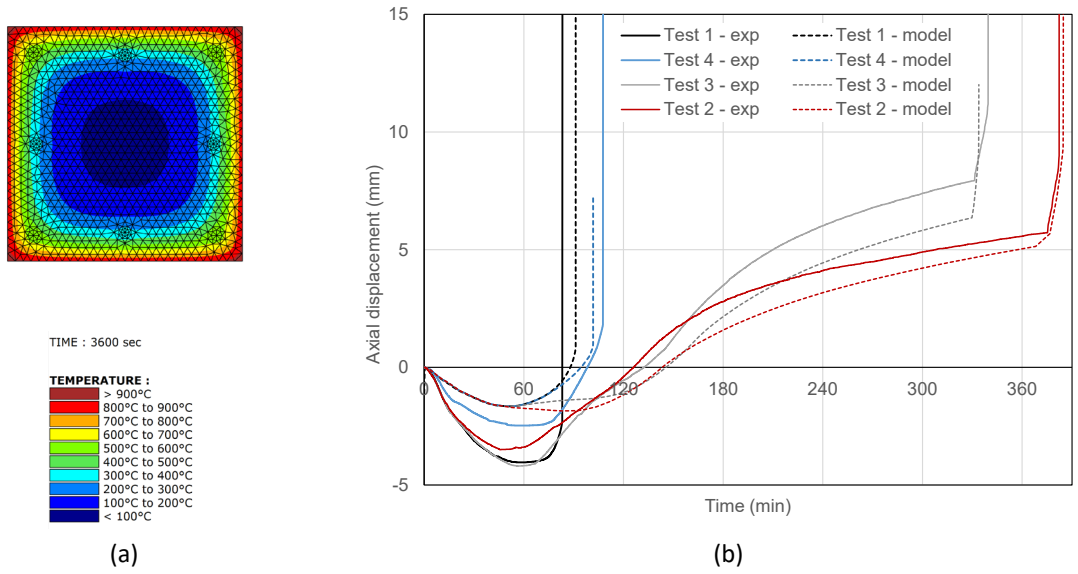 TIME : 3600 sec
TEMPERATURE :
> 900°C
800°C to 900°C
700°C to 800°C
600°C to 700°C
500°C to 600°C
400°C to 500°C
300°C to 400°C
200°C to 300°C
100°C to 200°C
< 100°C
(a)
Axial displacement (mm)
15
10
5
0
-5
0 60 120 180 240 300 360
Time (min)
Test 1 - exp Test 1 - model
Test 4 - exp Test 4 - model
Test 3 - exp Test 3 - model
Test 2 - exp Test 2 - model
(b)